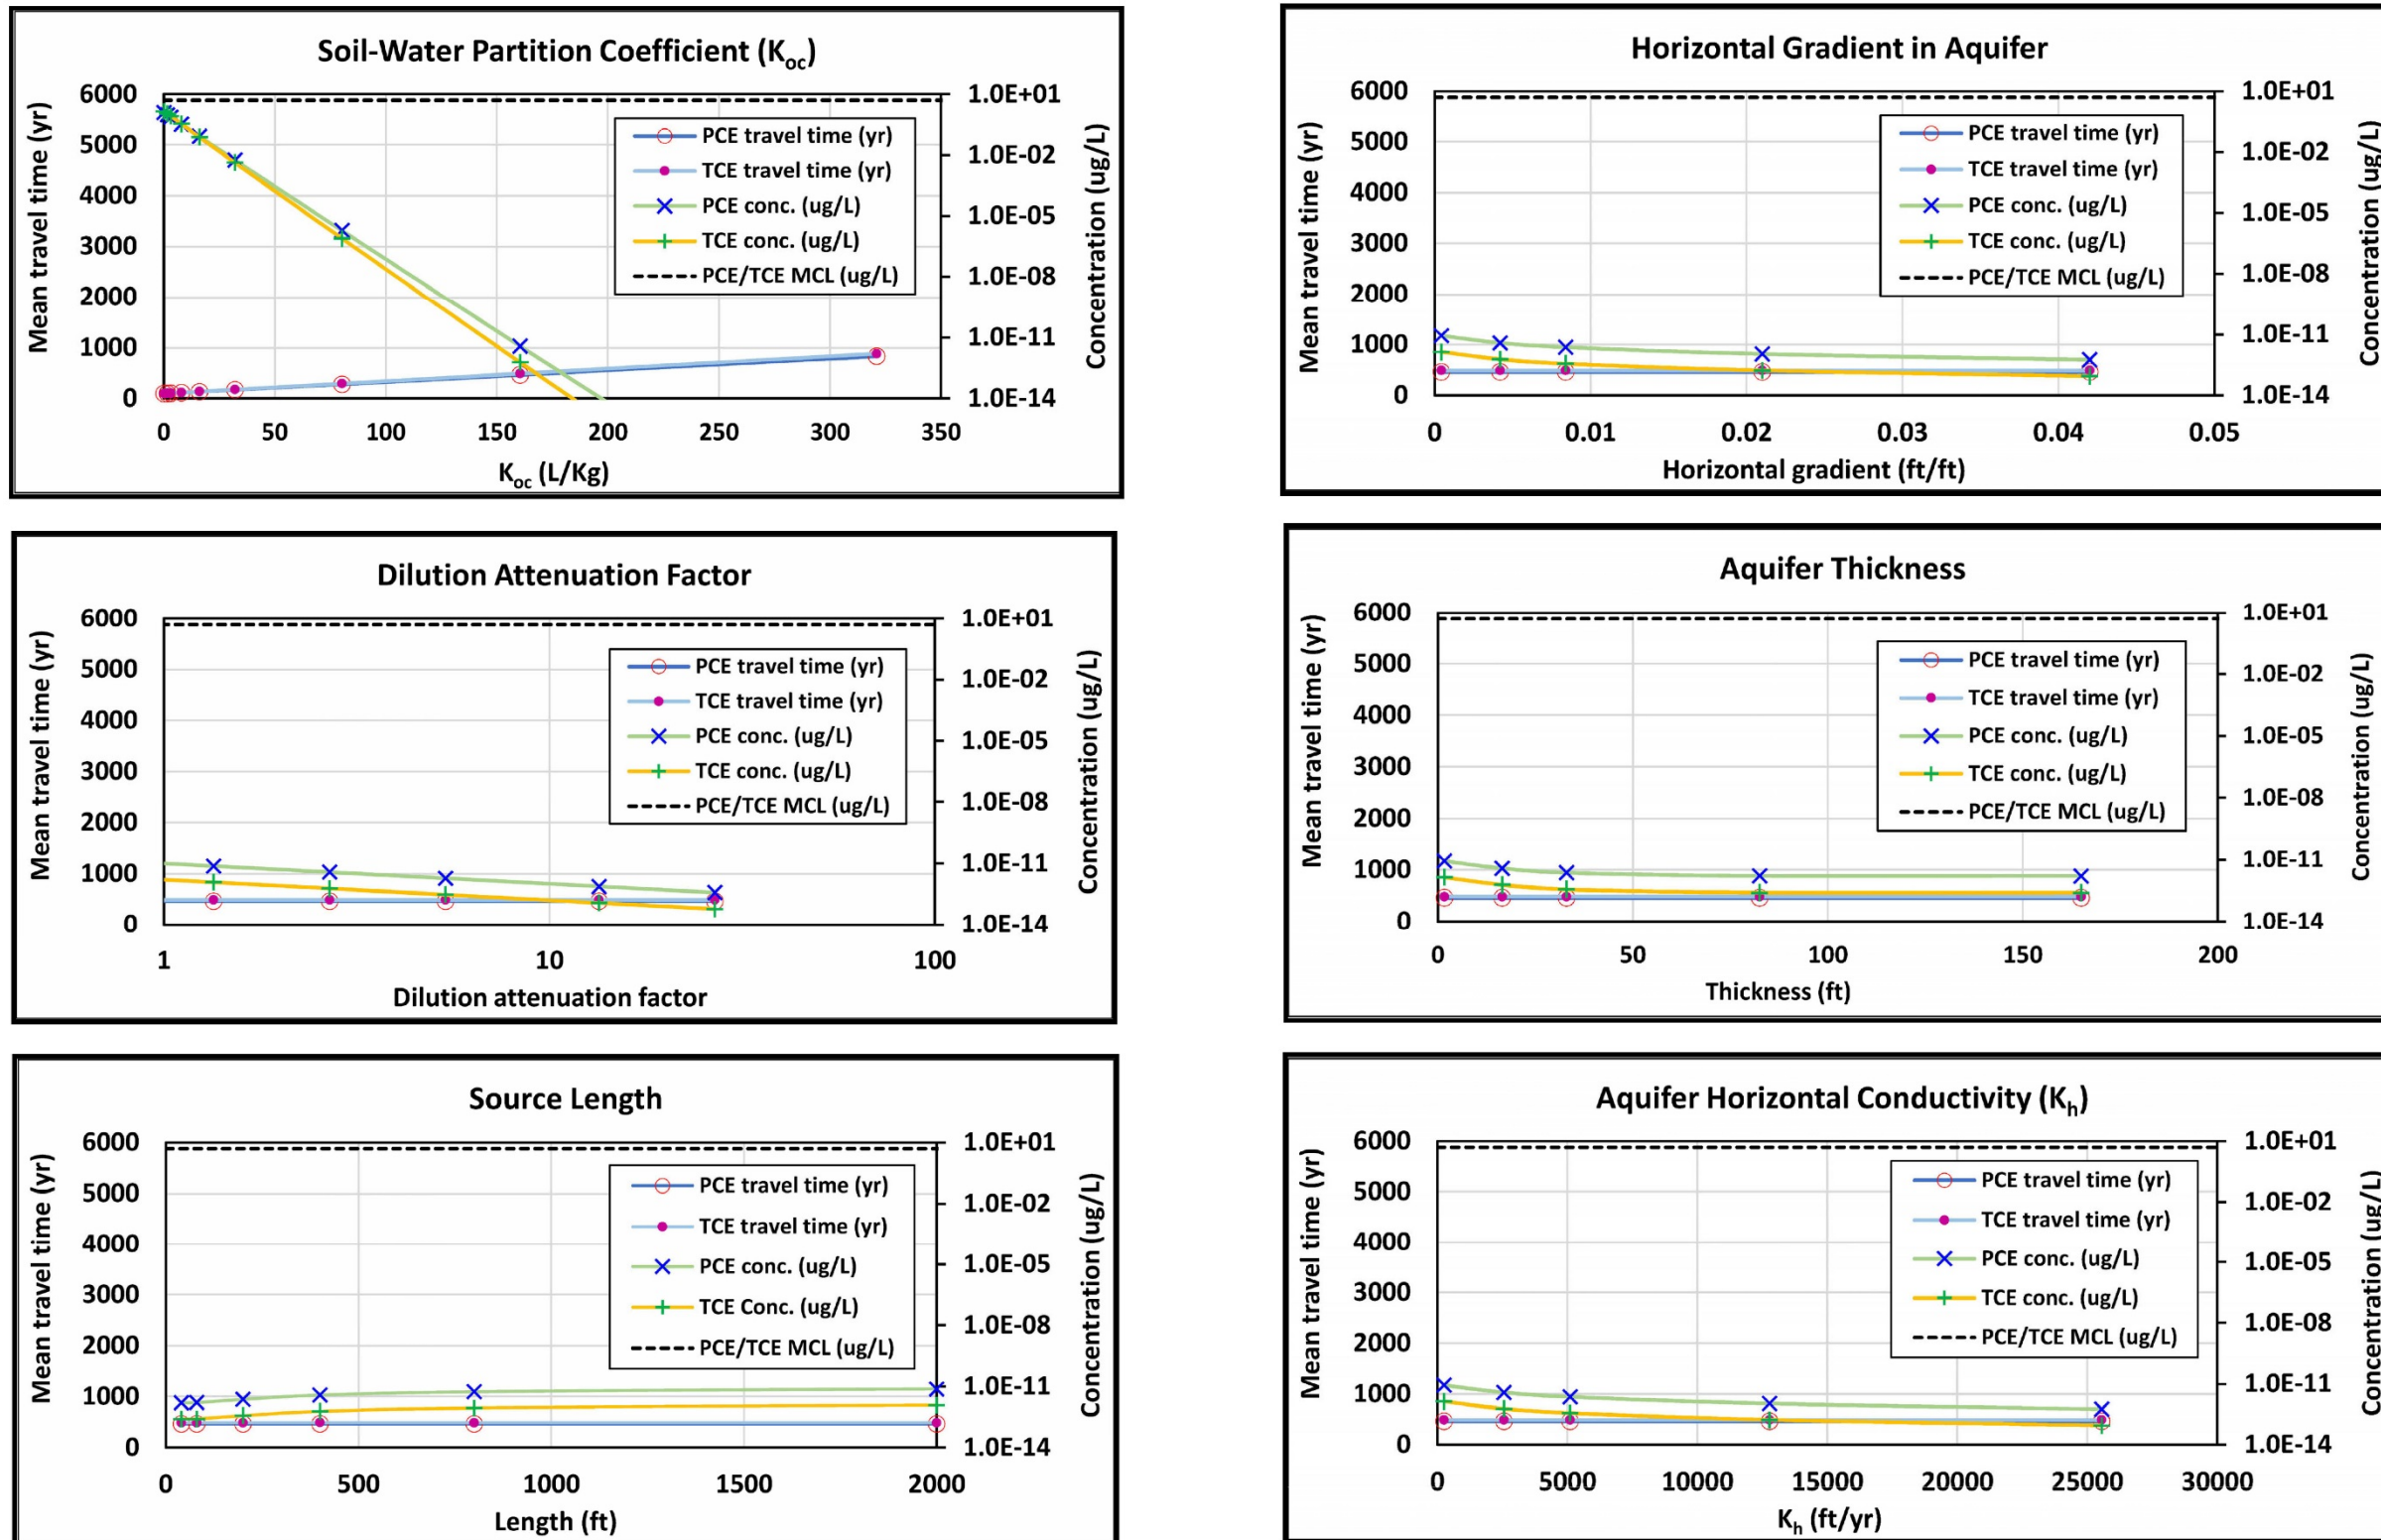 Soil-Water Partition Coefficient (Koc)
Mean travel time (yr)
6000
5000
4000
3000
2000
1000
0
1.0E+01
1.0E-02
1.0E-05
1.0E-08
1.0E-11
1.0E-14
Concentration (ug/L)
PCE travel time (yr)
TCE travel time (yr)
PCE conc. (ug/L)
TCE conc. (ug/L)
PCE/TCE MCL (ug/L)
0 50 100 150 200 250 300 350
Koc (L/Kg)
Horizontal Gradient in Aquifer
Mean travel time (yr)
6000
5000
4000
3000
2000
1000
0
1.0E+01
1.0E-02
1.0E-05
1.0E-08
1.0E-11
1.0E-14
Concentration (ug/L)
PCE travel time (yr)
TCE travel time (yr)
PCE conc. (ug/L)
TCE conc. (ug/L)
PCE/TCE MCL (ug/L)
0 0.01 0.02 0.03 0.04 0.05
Horizontal gradient (ft/ft)
Dilution Attenuation Factor
Mean travel time (yr)
6000
5000
4000
3000
2000
1000
0
1.0E+01
1.0E-02
1.0E-05
1.0E-08
1.0E-11
1.0E-14
Concentration (ug/L)
PCE travel time (yr)
TCE travel time (yr)
PCE conc. (ug/L)
TCE conc. (ug/L)
PCE/TCE MCL (ug/L)
1 10 100
Dilution attenuation factor
Aquifer Thickness
Mean travel time (yr)
6000
5000
4000
3000
2000
1000
0
1.0E+01
1.0E-02
1.0E-05
1.0E-08
1.0E-11
1.0E-14
Concentration (ug/L)
PCE travel time (yr)
TCE travel time (yr)
PCE conc. (ug/L)
TCE conc. (ug/L)
PCE/TCE MCL (ug/L)
0 50 100 150 200
Thickness (ft)
Source Length
Mean travel time (yr)
6000
5000
4000
3000
2000
1000
0
1.0E+01
1.0E-02
1.0E-05
1.0E-08
1.0E-11
1.0E-14
Concentration (ug/L)
PCE travel time (yr)
TCE travel time (yr)
PCE conc. (ug/L)
TCE Conc. (ug/L)
PCE/TCE MCL (ug/L)
0 500 1000 1500 2000
Length (ft)
Aquifer Horizontal Conductivity (Kh)
Mean travel time (yr)
6000
5000
4000
3000
2000
1000
0
1.0E+01
1.0E-02
1.0E-05
1.0E-08
1.0E-11
1.0E-14
Concentration (ug/L)
PCE travel time (yr)
TCE travel time (yr)
PCE conc. (ug/L)
TCE conc. (ug/L)
PCE/TCE MCL (ug/L)
0 5000 10000 15000 20000 25000 30000
Kh (ft/yr)